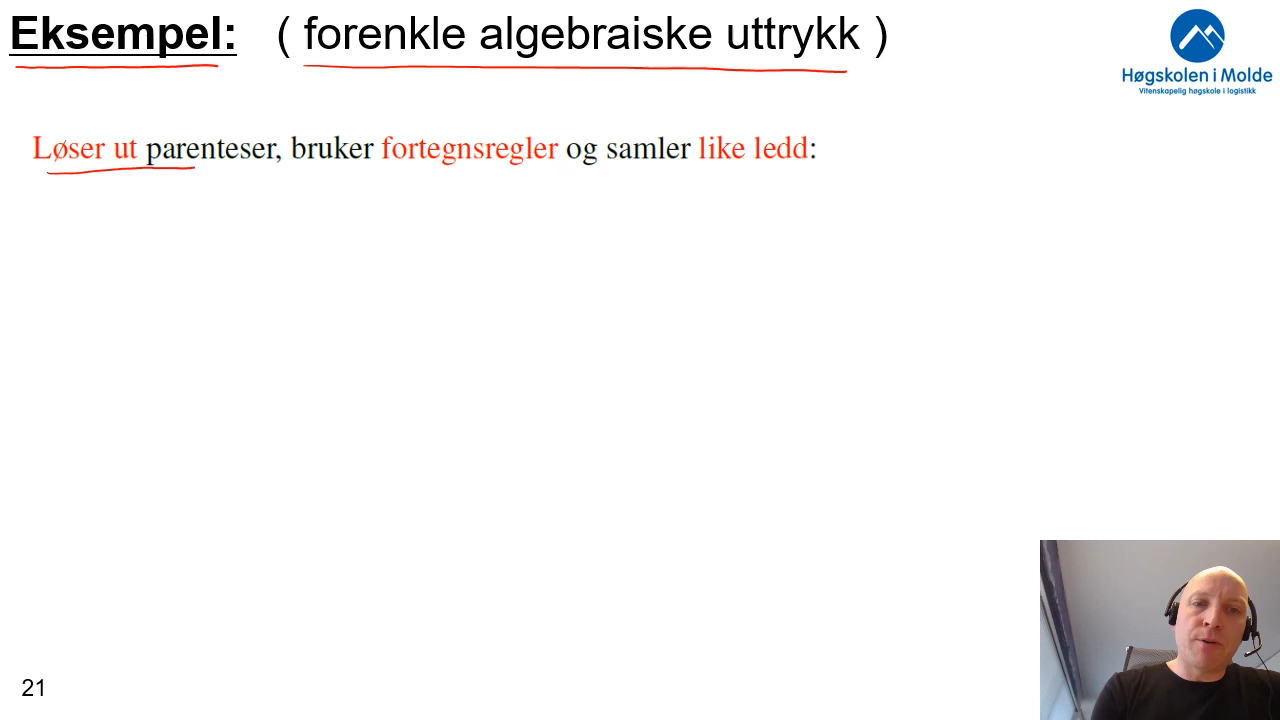 Eksempel: ( forenkle algebraiske uttrykk )
Høgskolen i Molde
Vitenskapelig høgskole i logistikk
Løser ut parenteser, bruker fortegnsregler og samler like ledd:
21